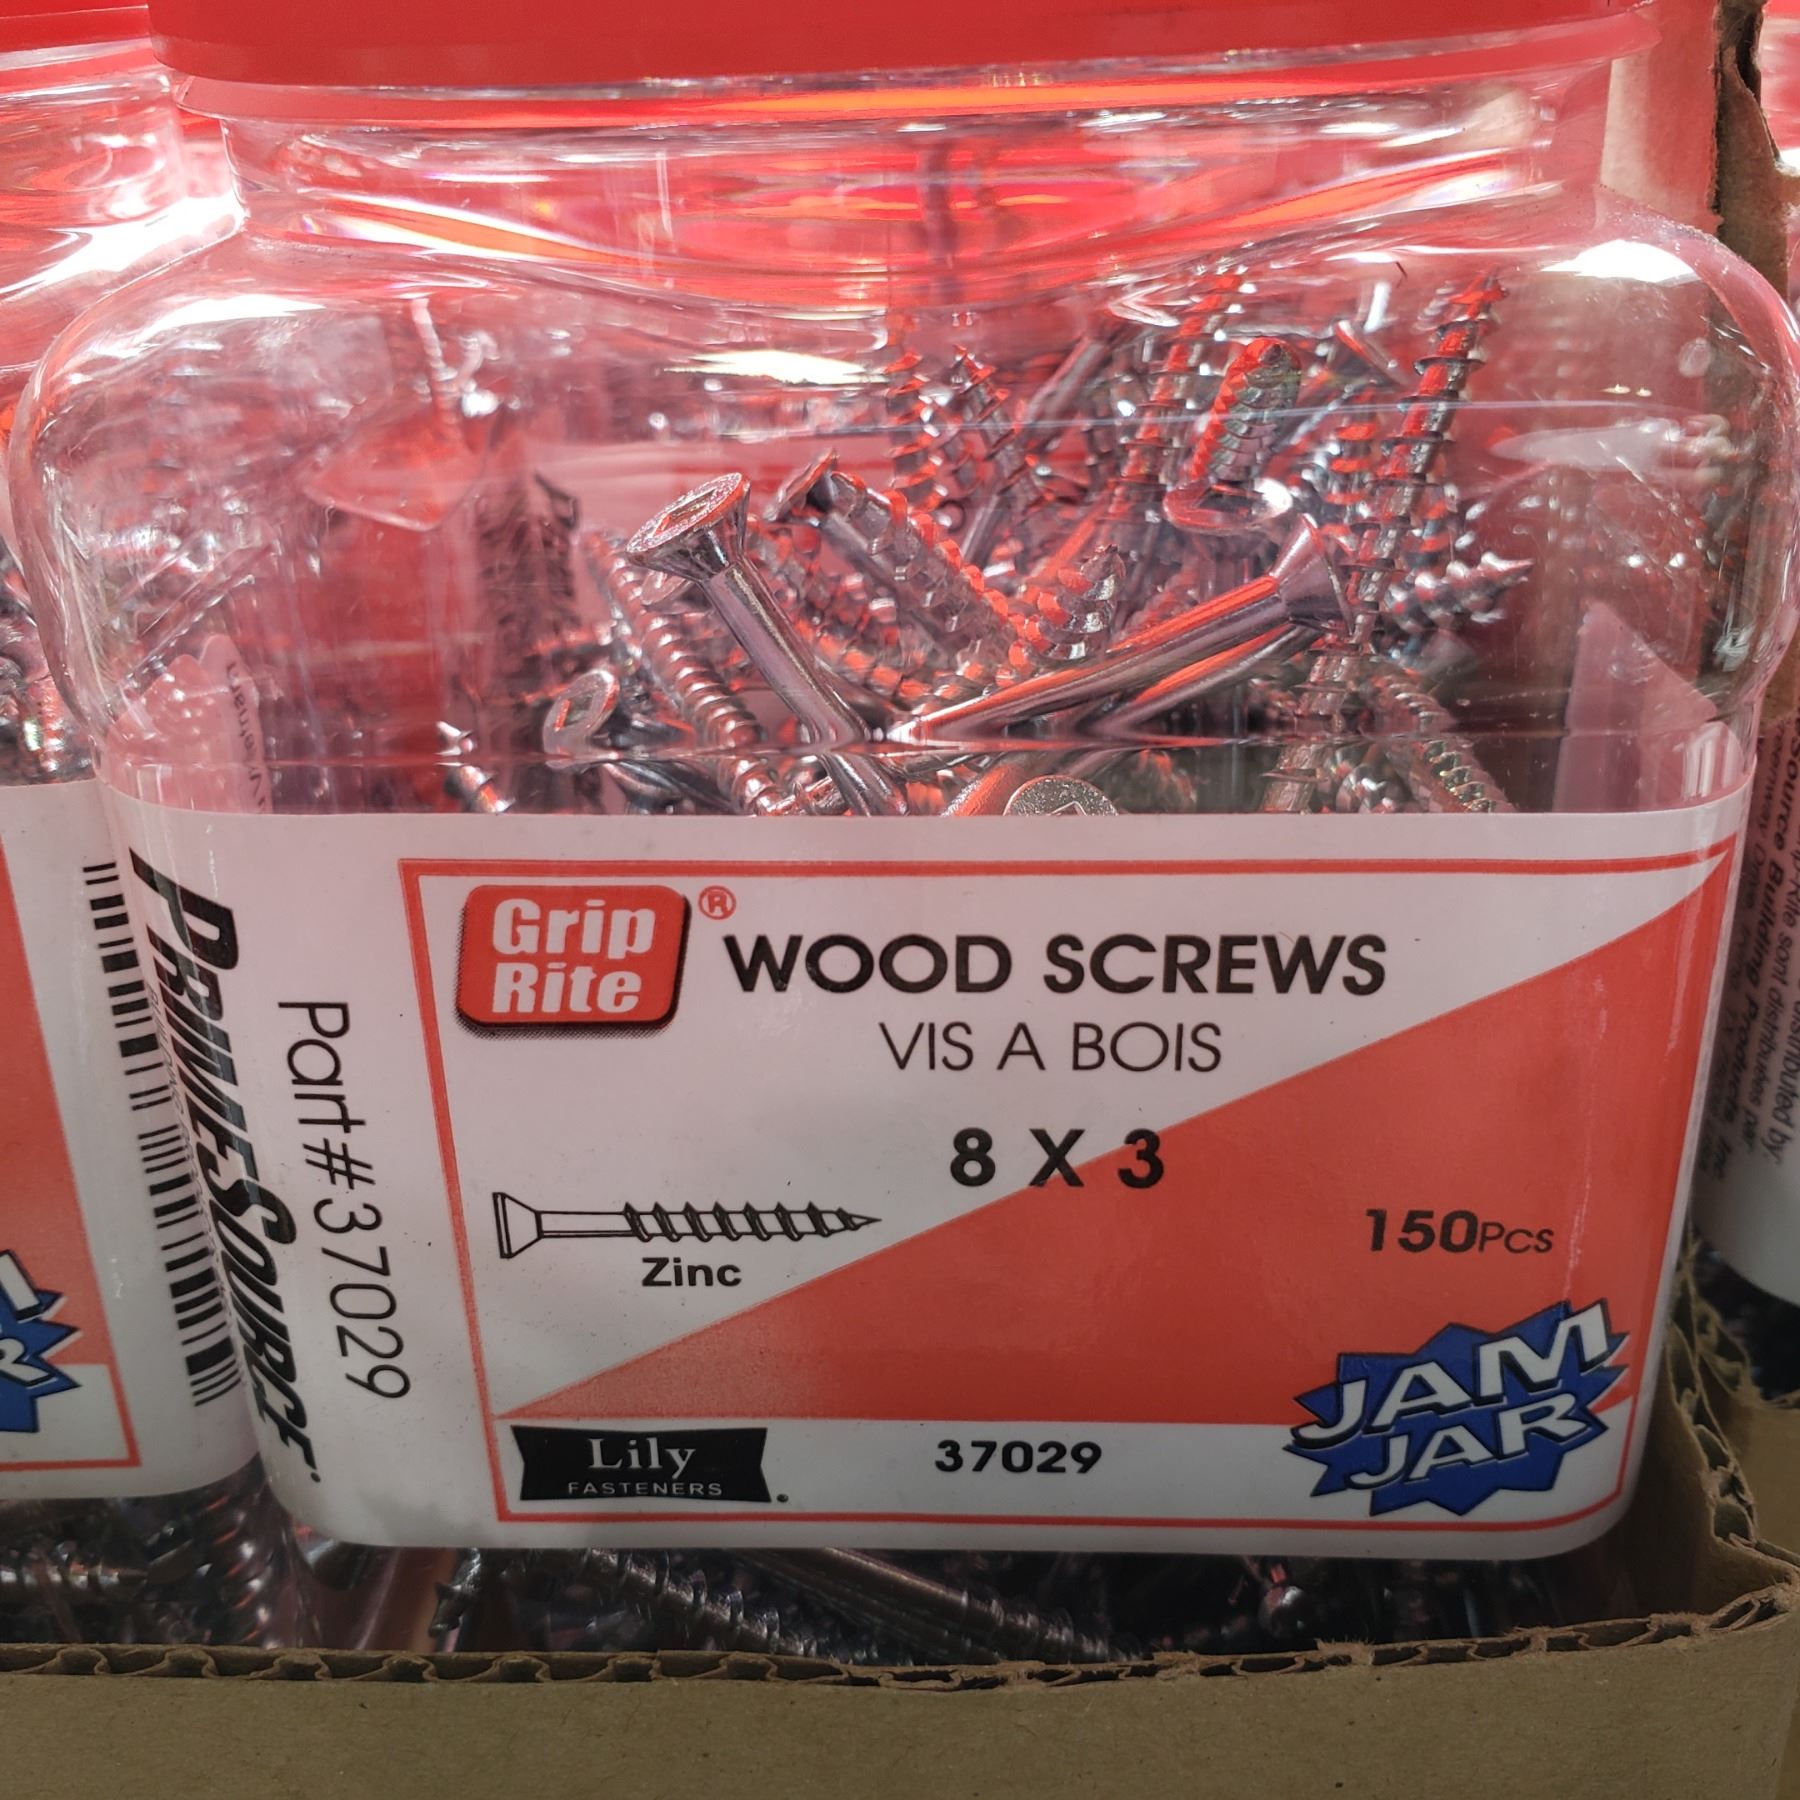 Grip
Rite
®
WOOD SCREWS
VIS A BOIS
8 X 3
Zinc
150Pcs
JAM
JAR
Lily
FASTENERS
37029
PRIMESOURCE
Part#37029